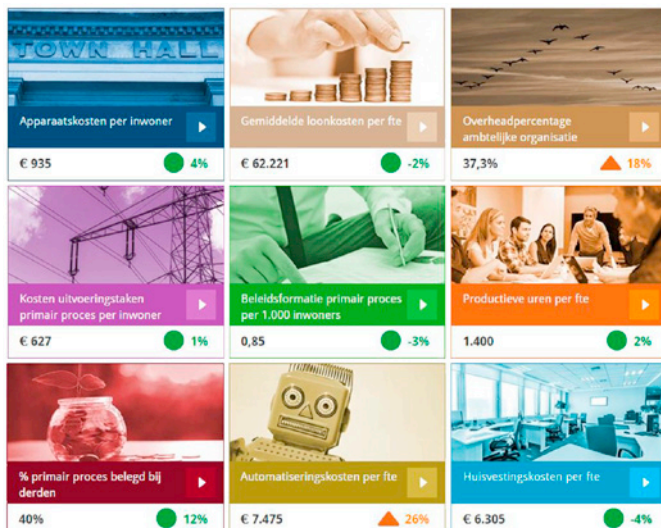 TOWN HALL
Apparaatskosten per inwoner
€ 935
4%
Gemiddelde loonkosten per fte
€ 62.221
-2%
Overheadpercentage
ambtelijke organisatie
37,3%
18%
Kosten uitvoeringstaken
primair proces per inwoner
€ 627
1%
Beleidsformatie primair proces
per 1.000 inwoners
0,85
-3%
Productieve uren per fte
1.400
2%
% primair proces belegd bij
derden
40%
12%
Automatiseringskosten per fte
€ 7.475
26%
Huisvestingskosten per fte
€ 6.305
-4%